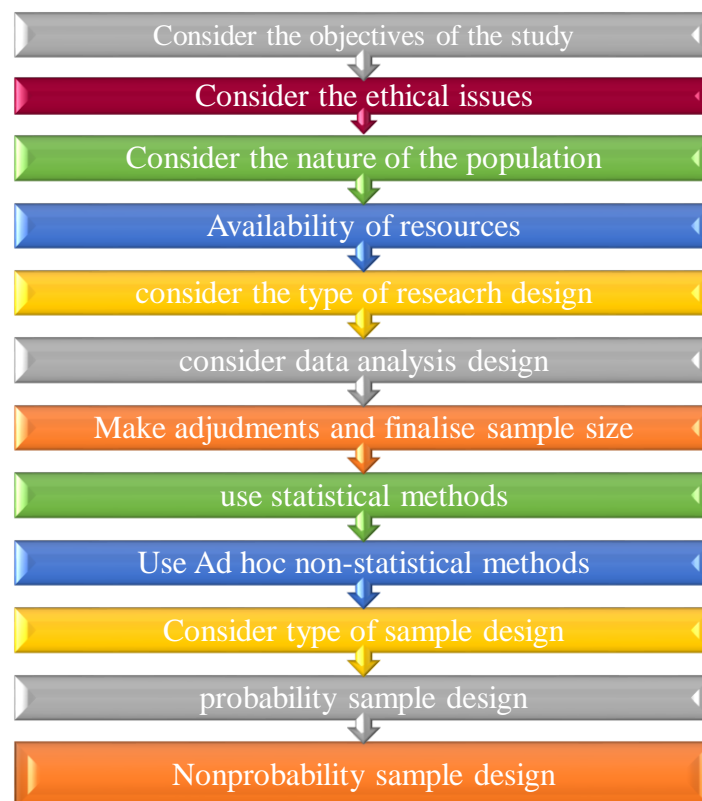 Consider the objectives of the study
Consider the ethical issues
Consider the nature of the population
Availability of resources
consider the type of reseacrh design
consider data analysis design
Make adjudments and finalise sample size
use statistical methods
Use Ad hoc non-statistical methods
Consider type of sample design
probability sample design
Nonprobability sample design